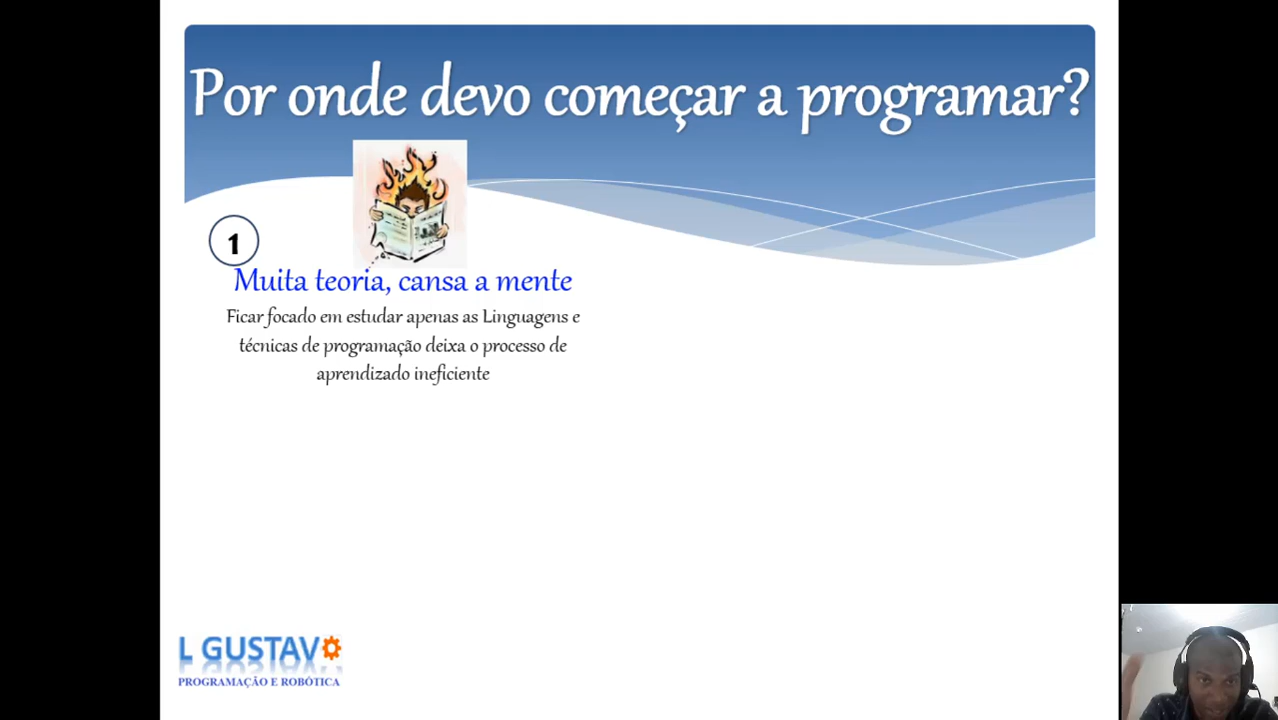 Por onde devo começar a programar?
1
Muita teoria, cansa a mente
Ficar focado em estudar apenas as Linguagens e
técnicas de programação deixa o processo de
aprendizado ineficiente
L GUSTAVO
PROGRAMAÇÃO E ROBÓTICA